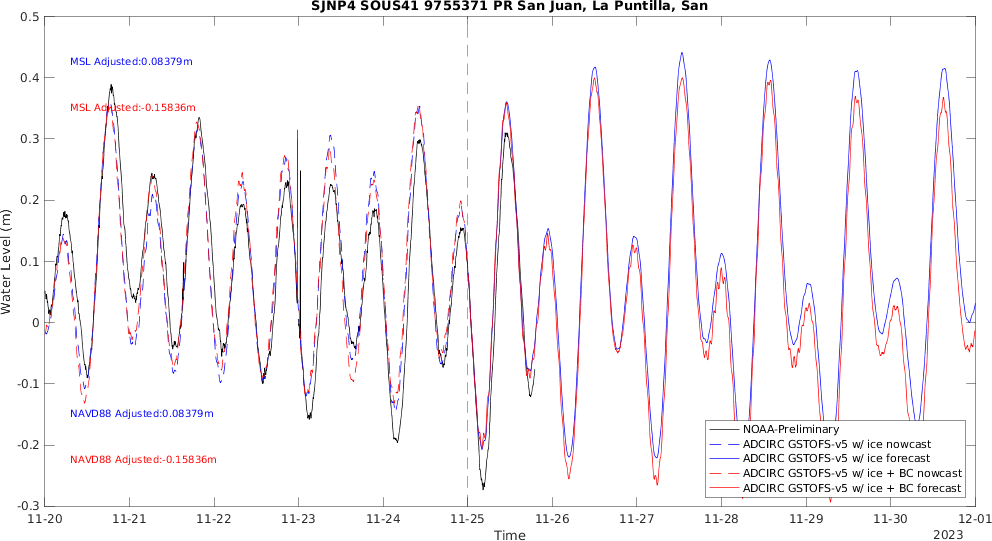 SJNP4 SOUS41 9755371 PR San Juan, La Puntilla, San
0.5
0.4
0.3
0.2
0.1
0
-0.1
-0.2
-0.3
Water Level (m)
MSL Adjusted:0.08379m
MSL Adjusted:-0.15836m
NAVD88 Adjusted:0.08379m
NAVD88 Adjusted:-0.15836m
NOAA-Preliminary
ADCIRC GSTOFS-v5 w/ ice nowcast
ADCIRC GSTOFS-v5 w/ ice forecast
ADCIRC GSTOFS-v5 w/ ice + BC nowcast
ADCIRC GSTOFS-v5 w/ ice + BC forecast
11-20 11-21 11-22 11-23 11-24 11-25 11-26 11-27 11-28 11-29 11-30 12-01
Time
2023